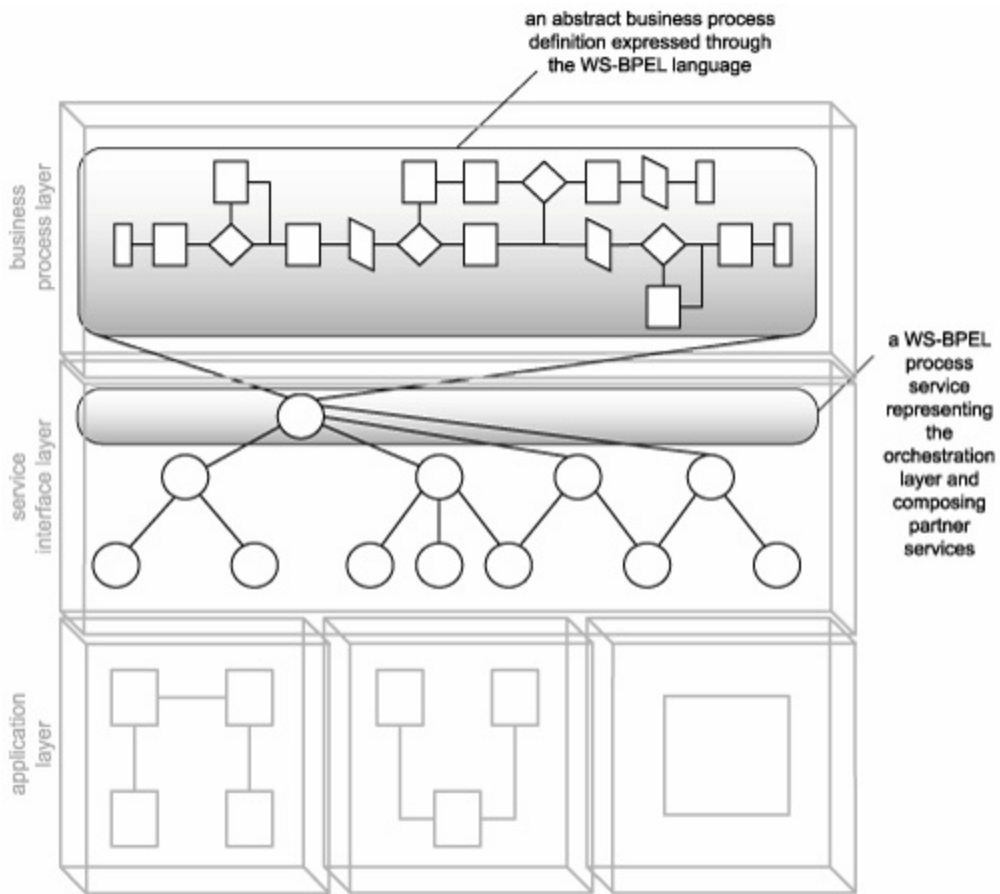 an abstract business process
definition expressed through
the WS-BPEL language
business
process layer
a WS-BPEL
process
service
representing
the
orchestration
layer and
composing
partner
services
service
interface layer
application
layer